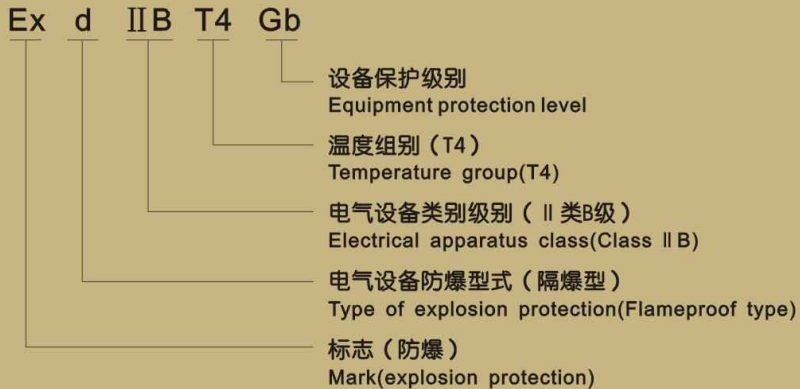 Ex d ⅡB T4 Gb
设备保护级别
Equipment protection level
温度组别（T4）
Temperature group(T4)
电气设备类别级别（Ⅱ类B级）
Electrical apparatus class(Class ⅡB)
电气设备防爆型式（隔爆型）
Type of explosion protection(Flameproof type)
标志（防爆）
Mark(explosion protection)